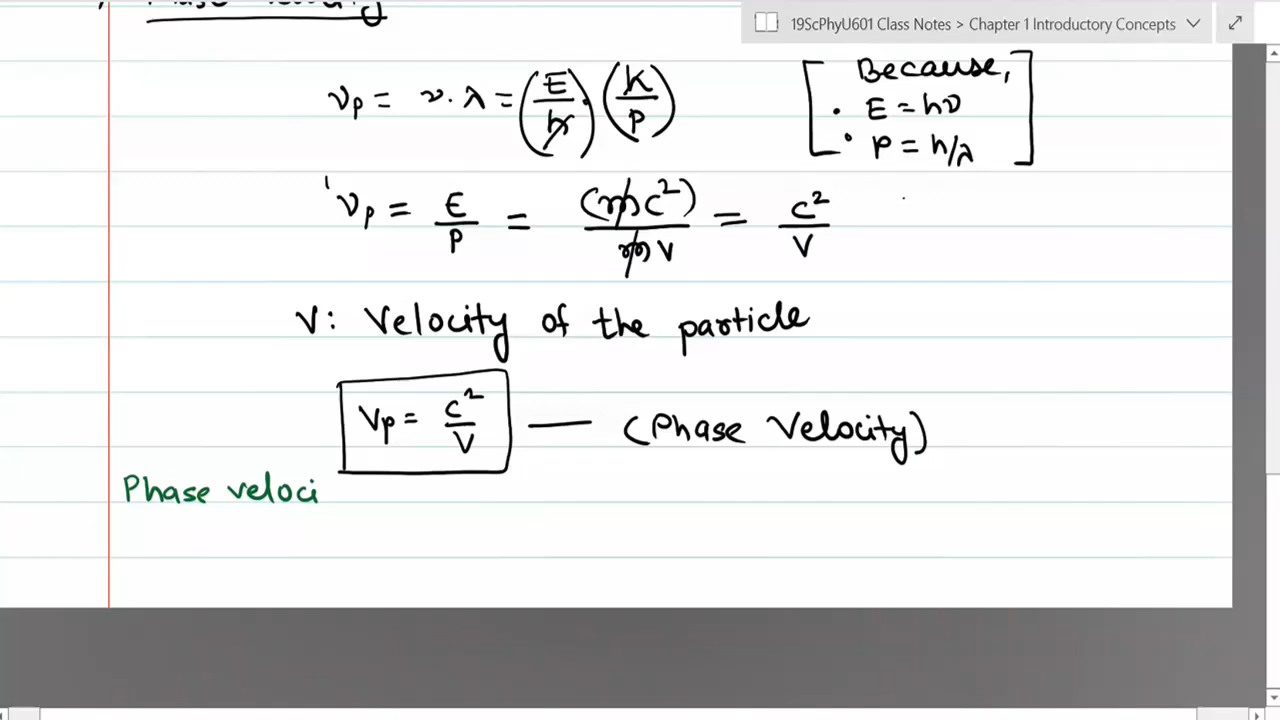 19ScPhyU601 Class Notes > Chapter 1 Introductory Concepts
νp = ν.λ = (E/h).(h/p) [Because,
. E = hν
. p = h/λ]
νp = E/p = (mc²)/mv = c²/v
v: Velocity of the particle
Vp = c²/v — (Phase Velocity)
Phase veloci